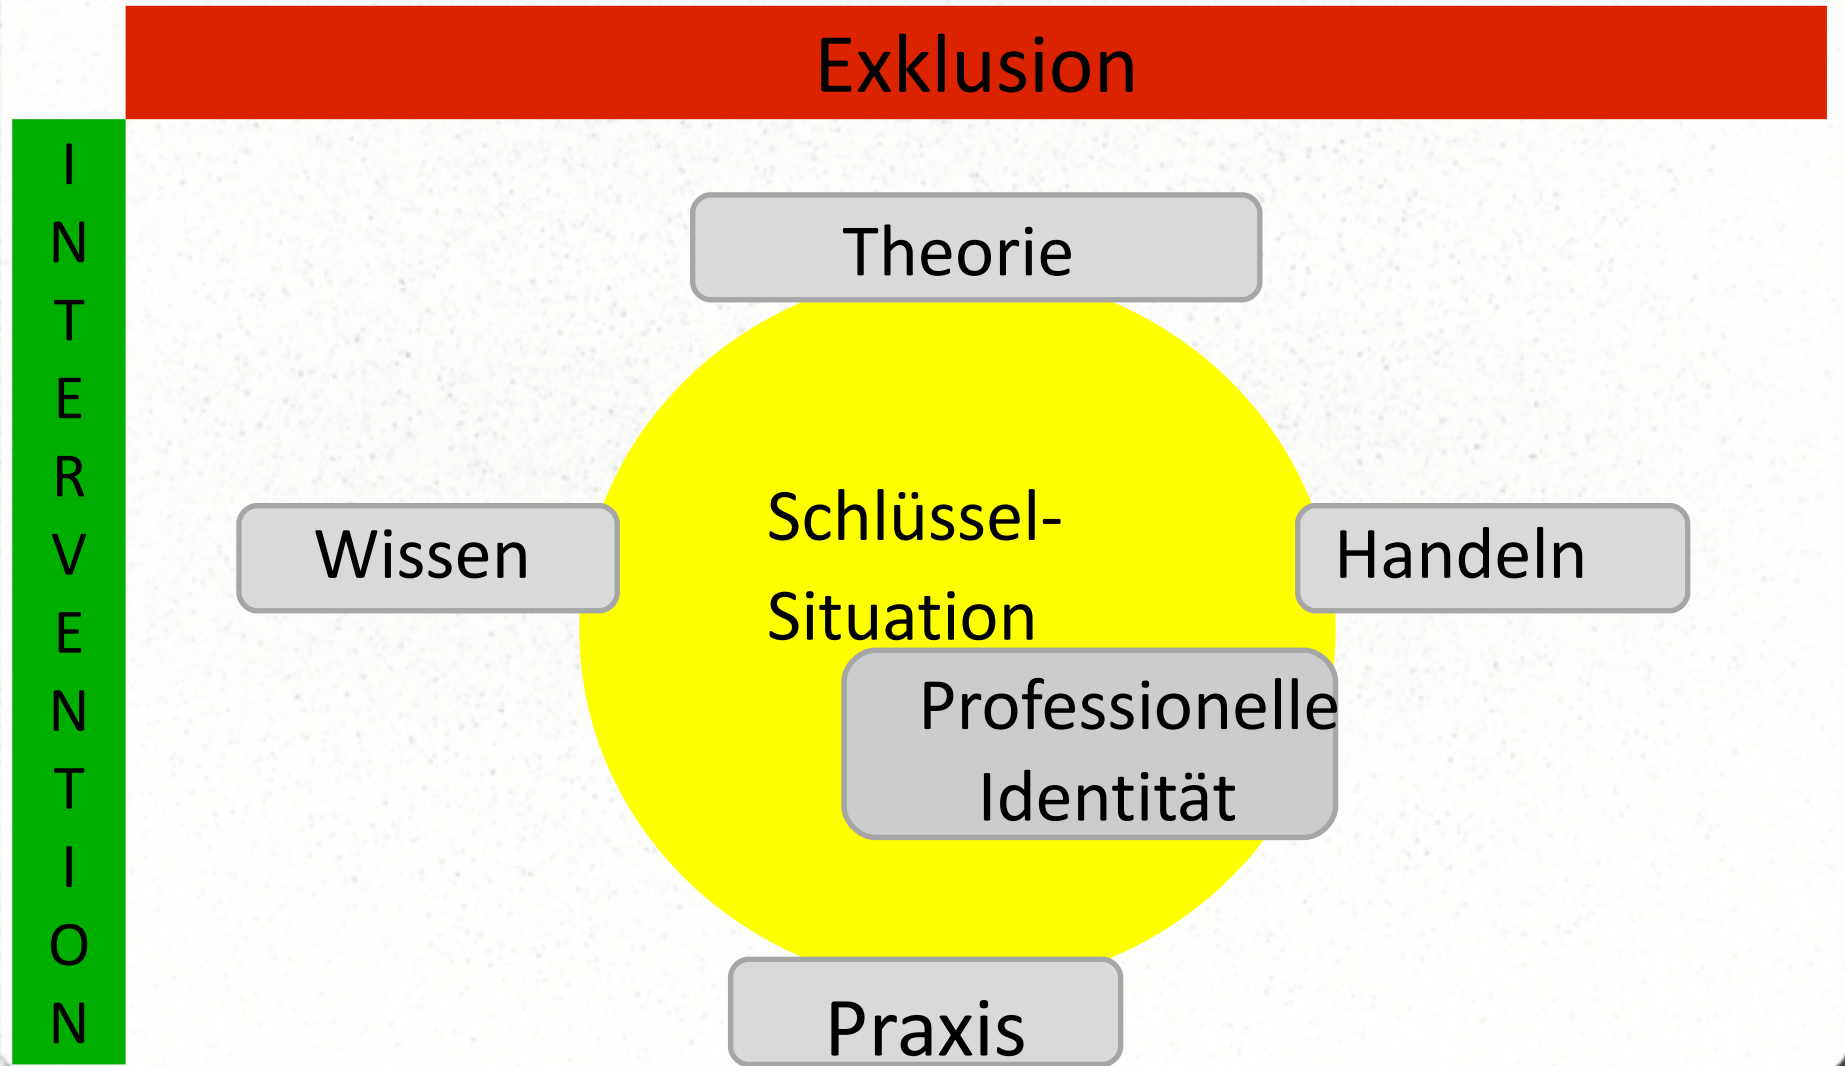 Exklusion
INTERVENTION
Theorie
Wissen
Schlüssel-
Situation
Handeln
Professionelle
Identität
Praxis